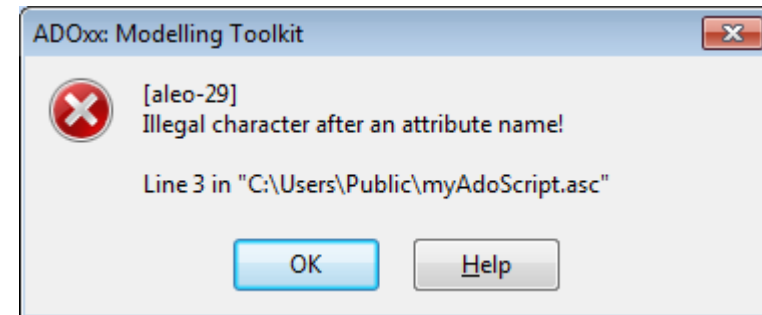 ADOxx: Modelling Toolkit
[aleo-29]
Illegal character after an attribute name!
Line 3 in "C:\Users\Public\myAdoScript.asc"
OK
Help